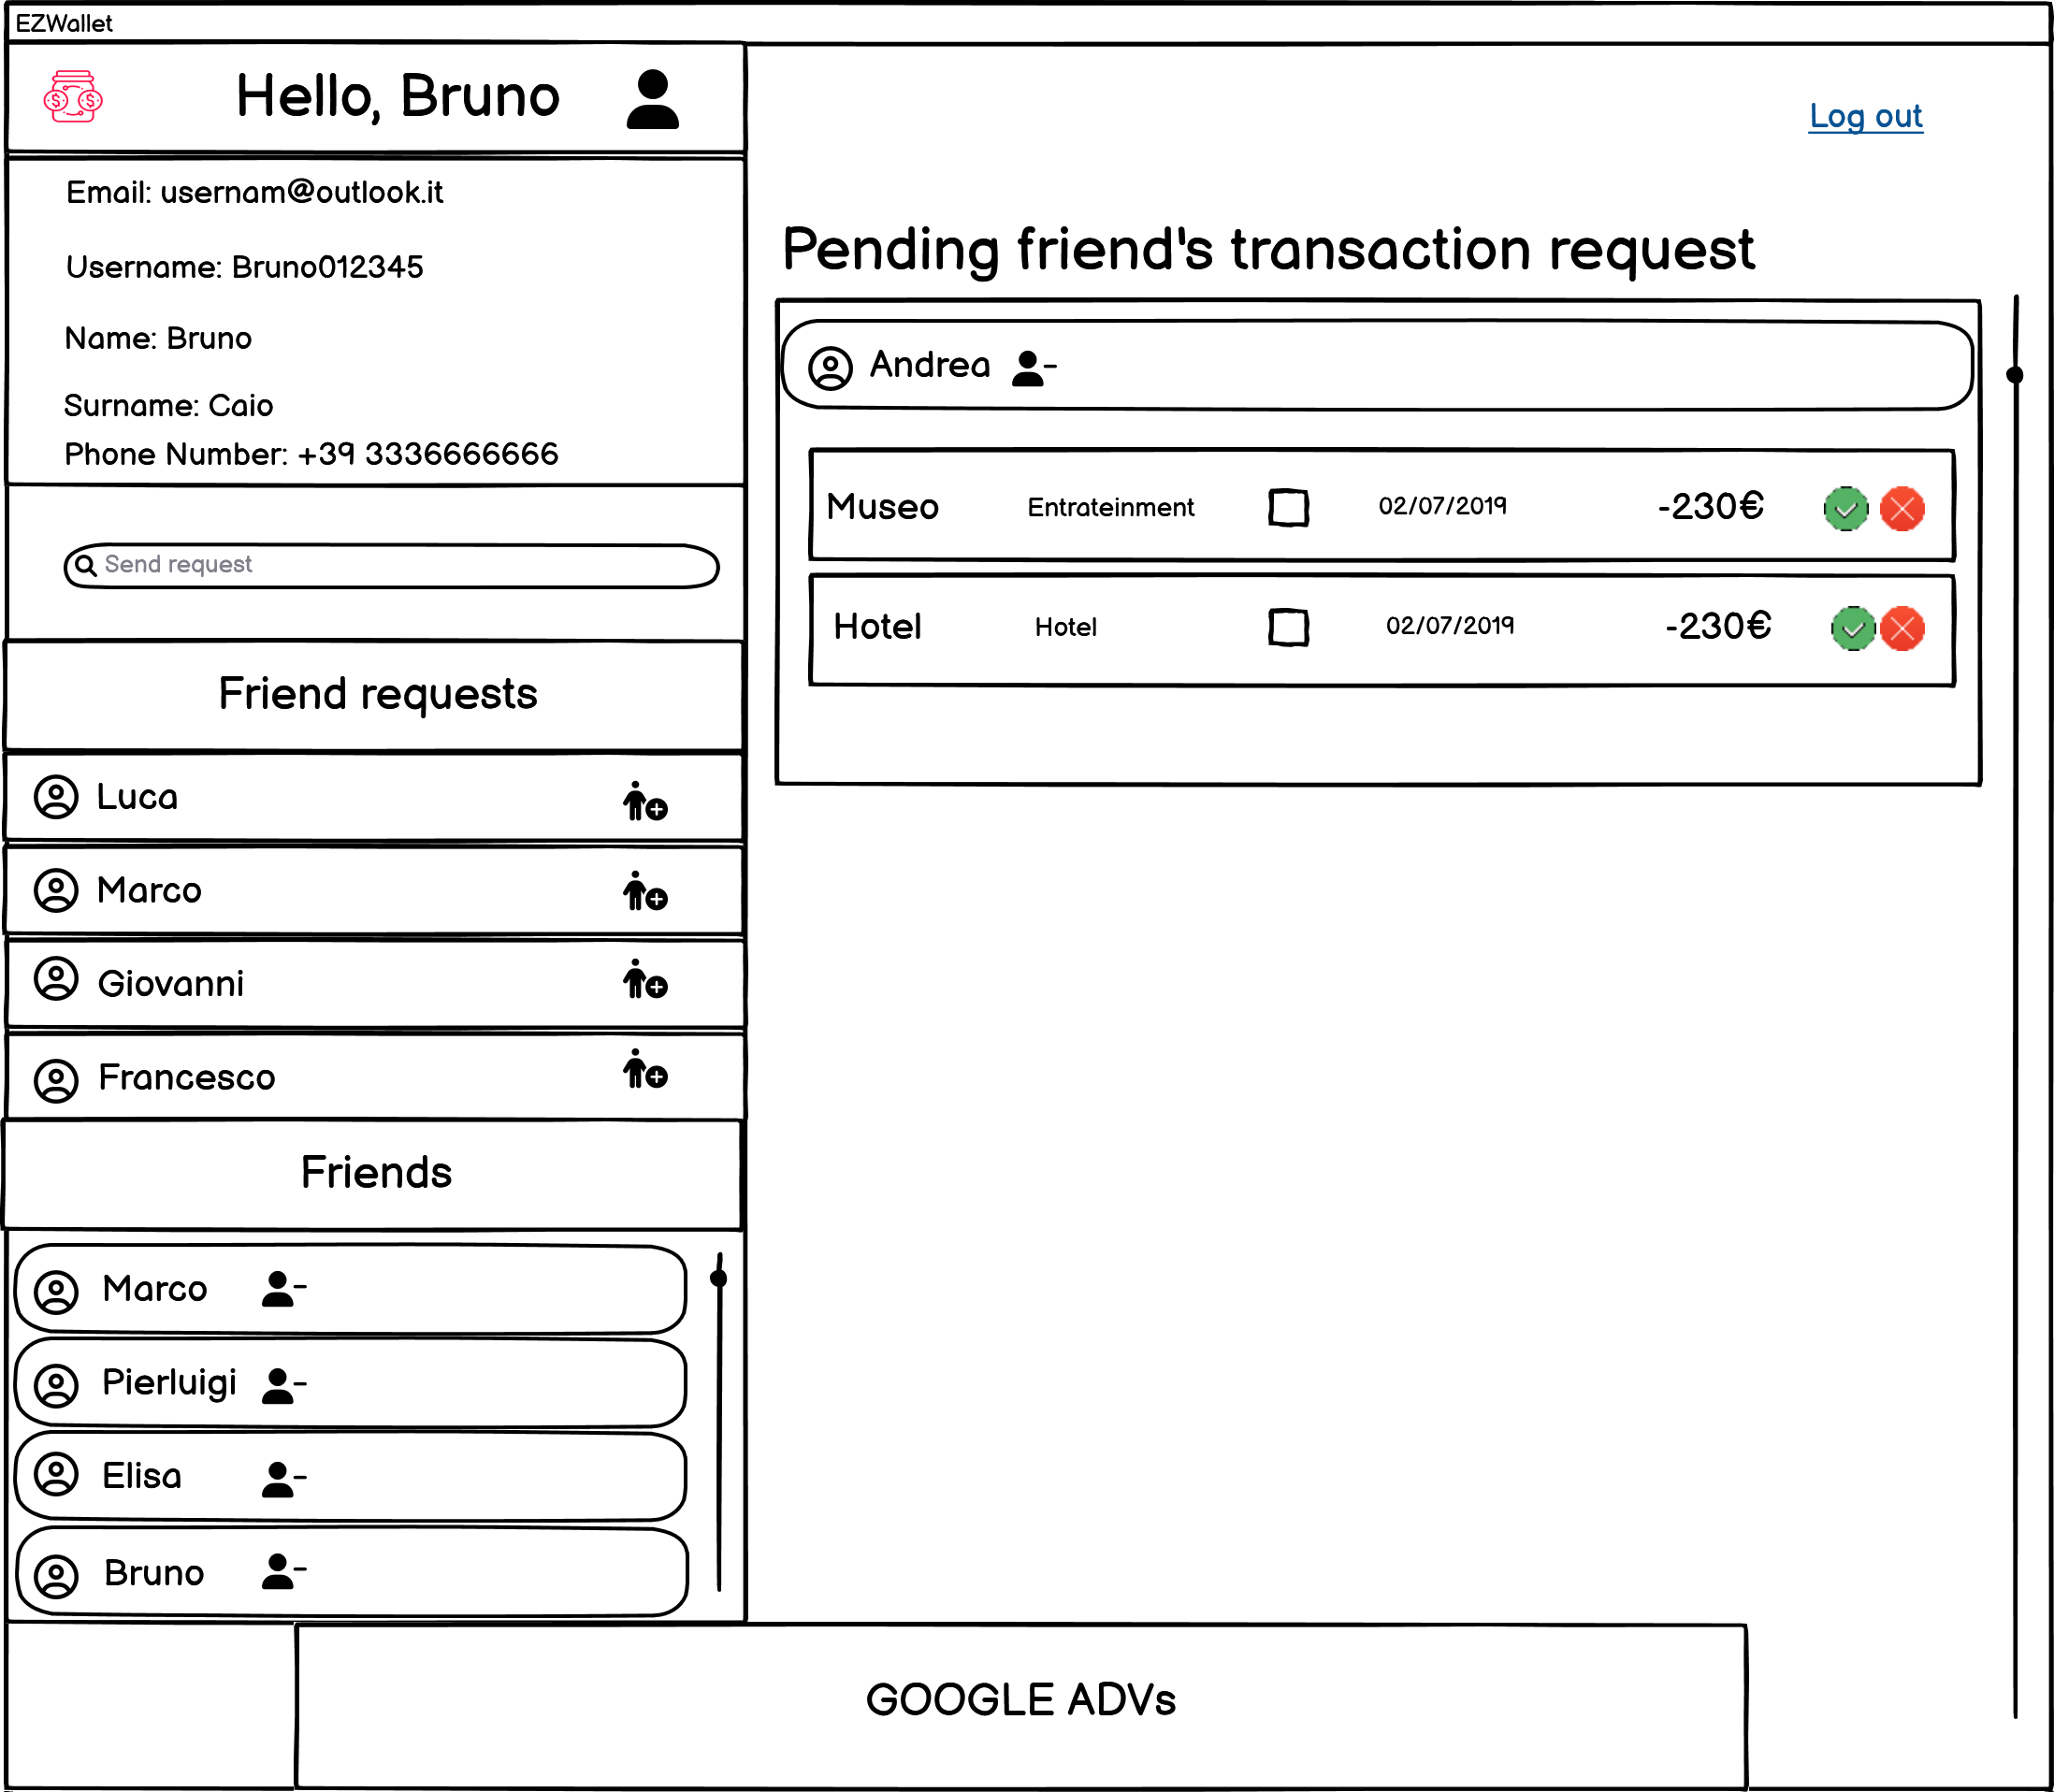 EZWallet
Hello, Bruno
Log out
Email: usernam@outlook.it
Username: Bruno012345
Name: Bruno
Surname: Caio
Phone Number: +39 3336666666
Send request
Friend requests
Luca
Marco
Giovanni
Francesco
Friends
Marco
Pierluigi
Elisa
Bruno
Pending friend's transaction request
Andrea
Museo Entrateinment 02/07/2019 -230€
Hotel Hotel 02/07/2019 -230€
GOOGLE ADVs